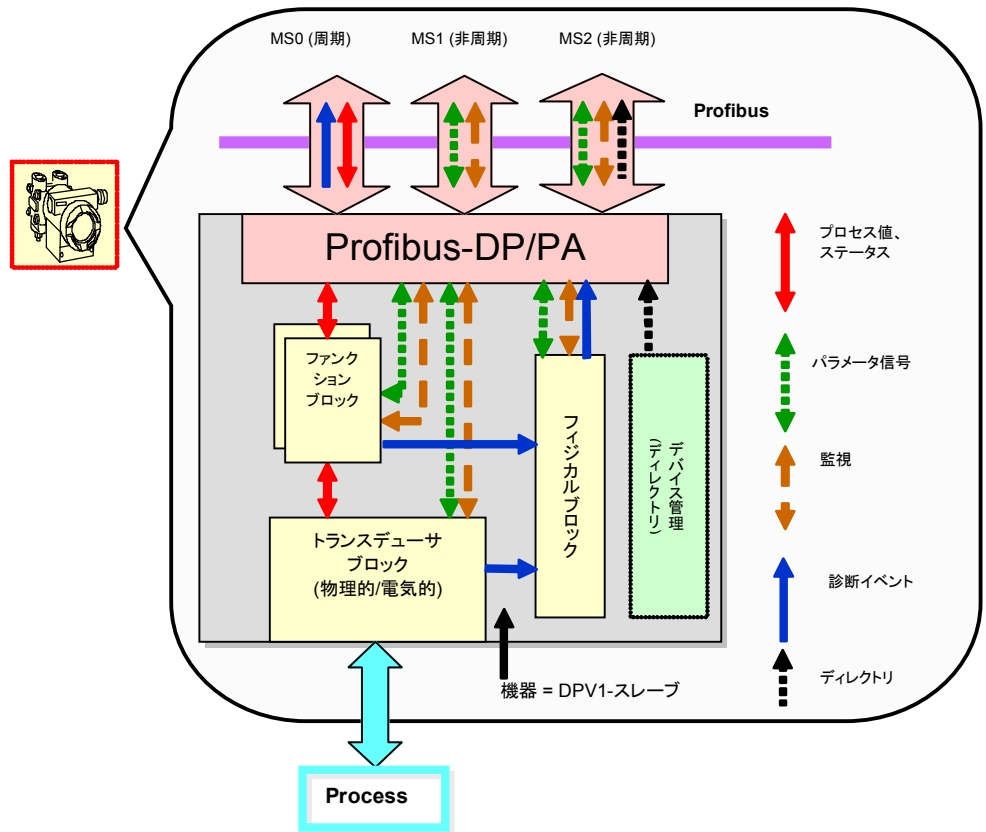 MS0 (周期)
MS1 (非周期)
MS2 (非周期)
Profibus
Profibus-DP/PA
プロセス値、
ステータス
ファンク
ション
ブロック
パラメータ信号
フィジカルブロック
デバイス管理
(ディレクトリ)
監視
トランスデューサ
ブロック
(物理的/電気的)
診断イベント
機器 = DPV1-スレーブ
ディレクトリ
Process